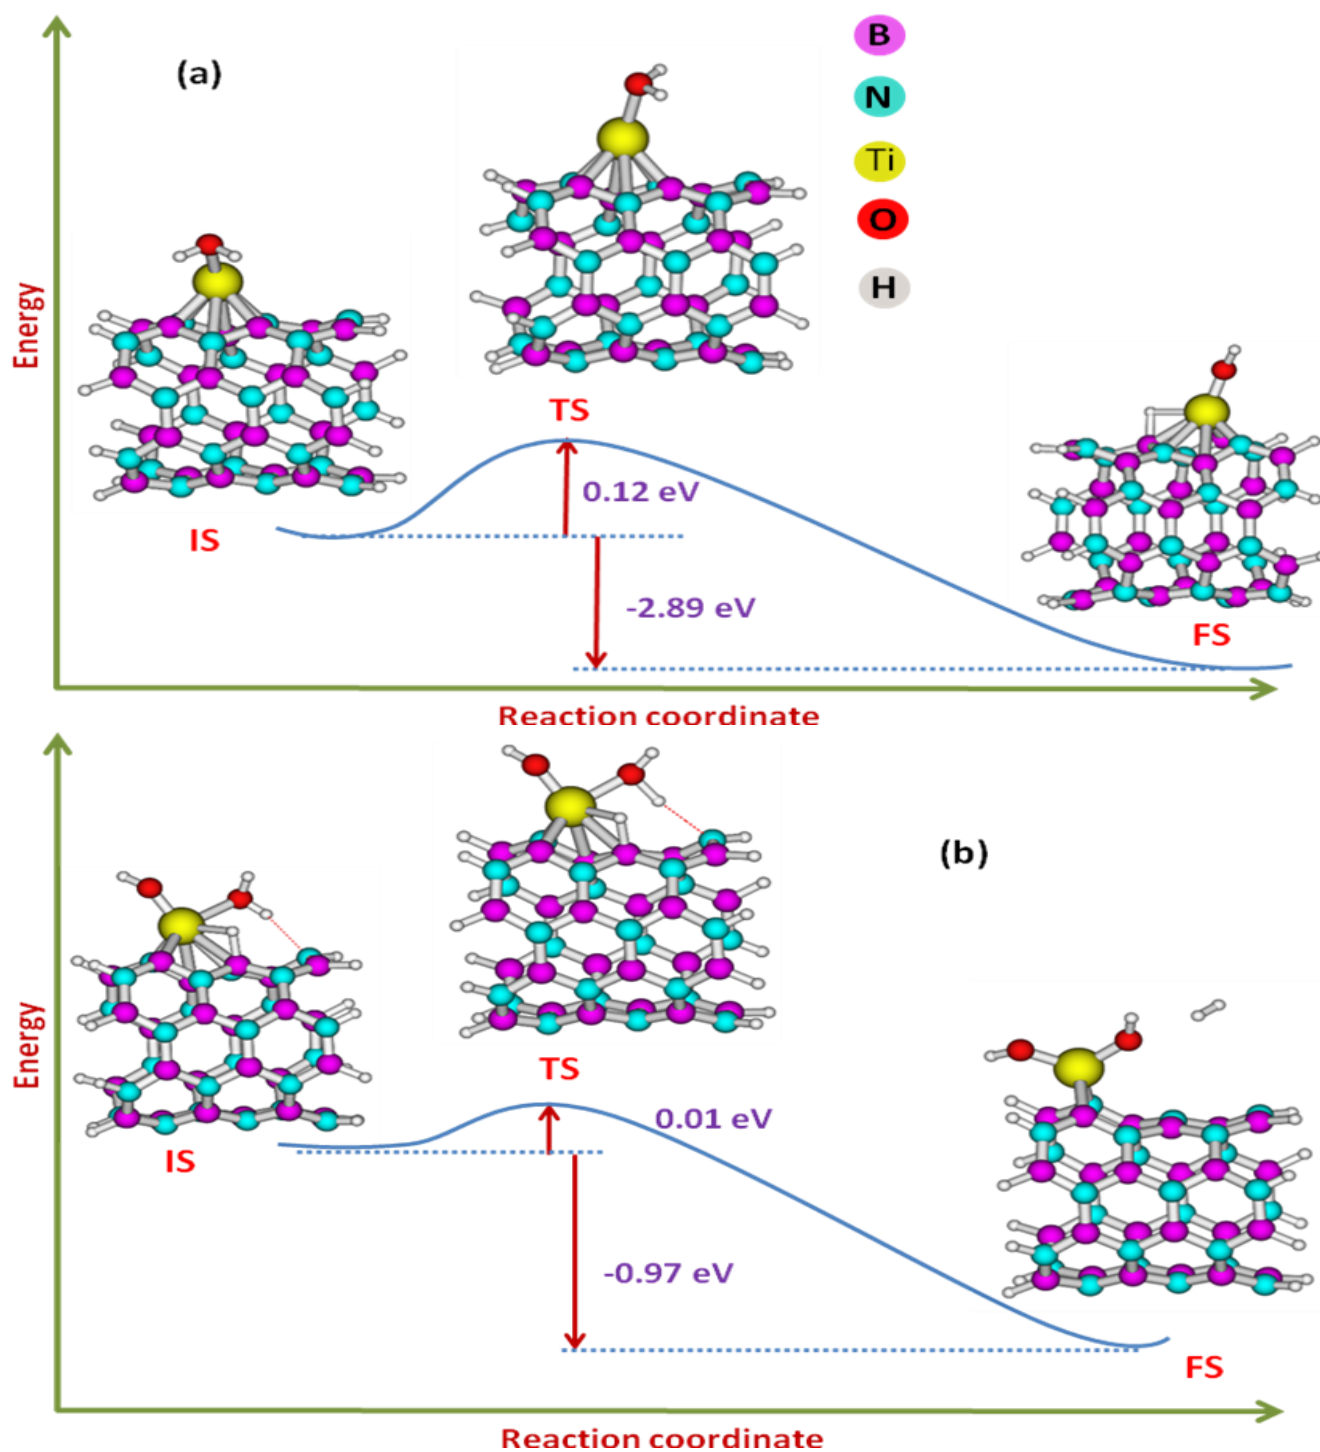 (a)
B
N
Ti
O
H
Energy
TS
0.12 eV
IS
-2.89 eV
FS
Reaction coordinate
(b)
Energy
TS
0.01 eV
IS
-0.97 eV
FS
Reaction coordinate